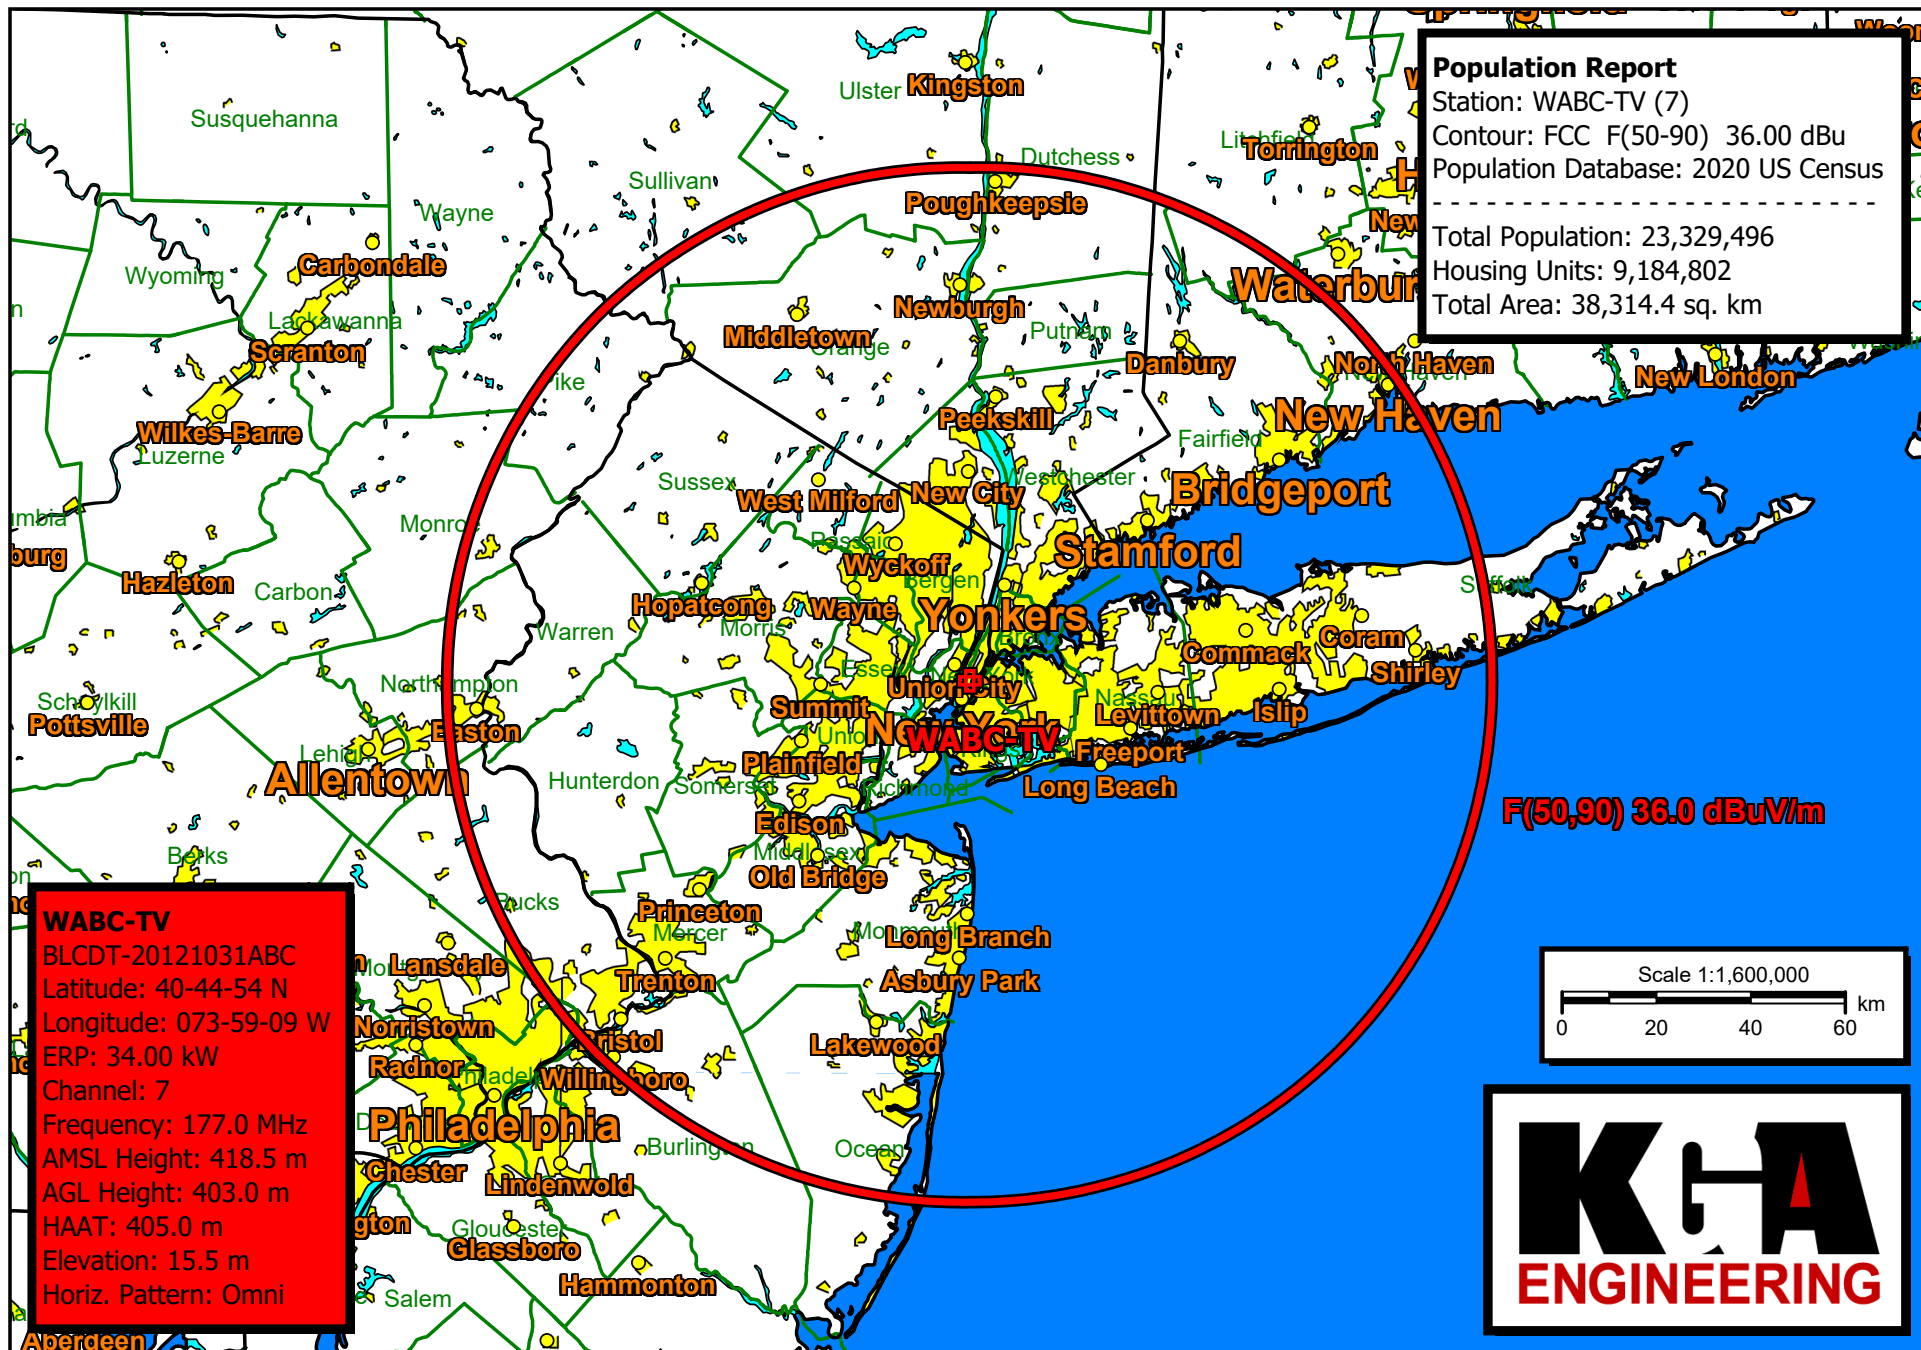 Population Report
Station: WABC-TV (7)
Contour: FCC F(50-90) 36.00 dBu
Population Database: 2020 US Census
- - - - - - - - - - - - - - - - - - - - - - - - - -
Total Population: 23,329,496
Housing Units: 9,184,802
Total Area: 38,314.4 sq. km
Susquehanna
Ulster
Kingston
Litchfield
Torrington
Dutchess
Sullivan
Wayne
Poughkeepsie
Carbondale
Wyoming
Lackawanna
Scranton
Newburgh
Middletown
Orange
Putnam
Danbury
North Haven
New Haven
New London
Pike
Wilkes-Barre
Luzerne
Peekskill
New Haven
Fairfield
Sussex
West Milford
New City
Westchester
Bridgeport
Monroe
Passaic
Stamford
Hazleton
Carbon
Wyckoff
Bergen
Suffolk
Hopatcong
Wayne
Yonkers
Warren
Morris
Bronx
Coram
Commack
Shirley
Essex
Union City
Northampton
Schuylkill
Pottsville
Summit
New York
WABC-TV
Nassau
Levittown
Islip
Easton
Lehigh
Union
Freeport
Allentown
Plainfield
Hunterdon
Somerset
Richmond
Long Beach
F(50,90) 36.0 dBuV/m
Edison
Middlesex
Old Bridge
Berks
Bucks
Princeton
Mercer
Monmouth
Long Branch
Lansdale
Trenton
Asbury Park
Norristown
Bristol
Lakewood
Radnor
Willingboro
Philadelphia
Burlington
Ocean
Chester
Lindenwold
Gloucester
Glassboro
Hammonton
Salem
Aberdeen
WABC-TV
BLCDT-20121031ABC
Latitude: 40-44-54 N
Longitude: 073-59-09 W
ERP: 34.00 kW
Channel: 7
Frequency: 177.0 MHz
AMSL Height: 418.5 m
AGL Height: 403.0 m
HAAT: 405.0 m
Elevation: 15.5 m
Horiz. Pattern: Omni
Scale 1:1,600,000
km
0 20 40 60
KGA
ENGINEERING